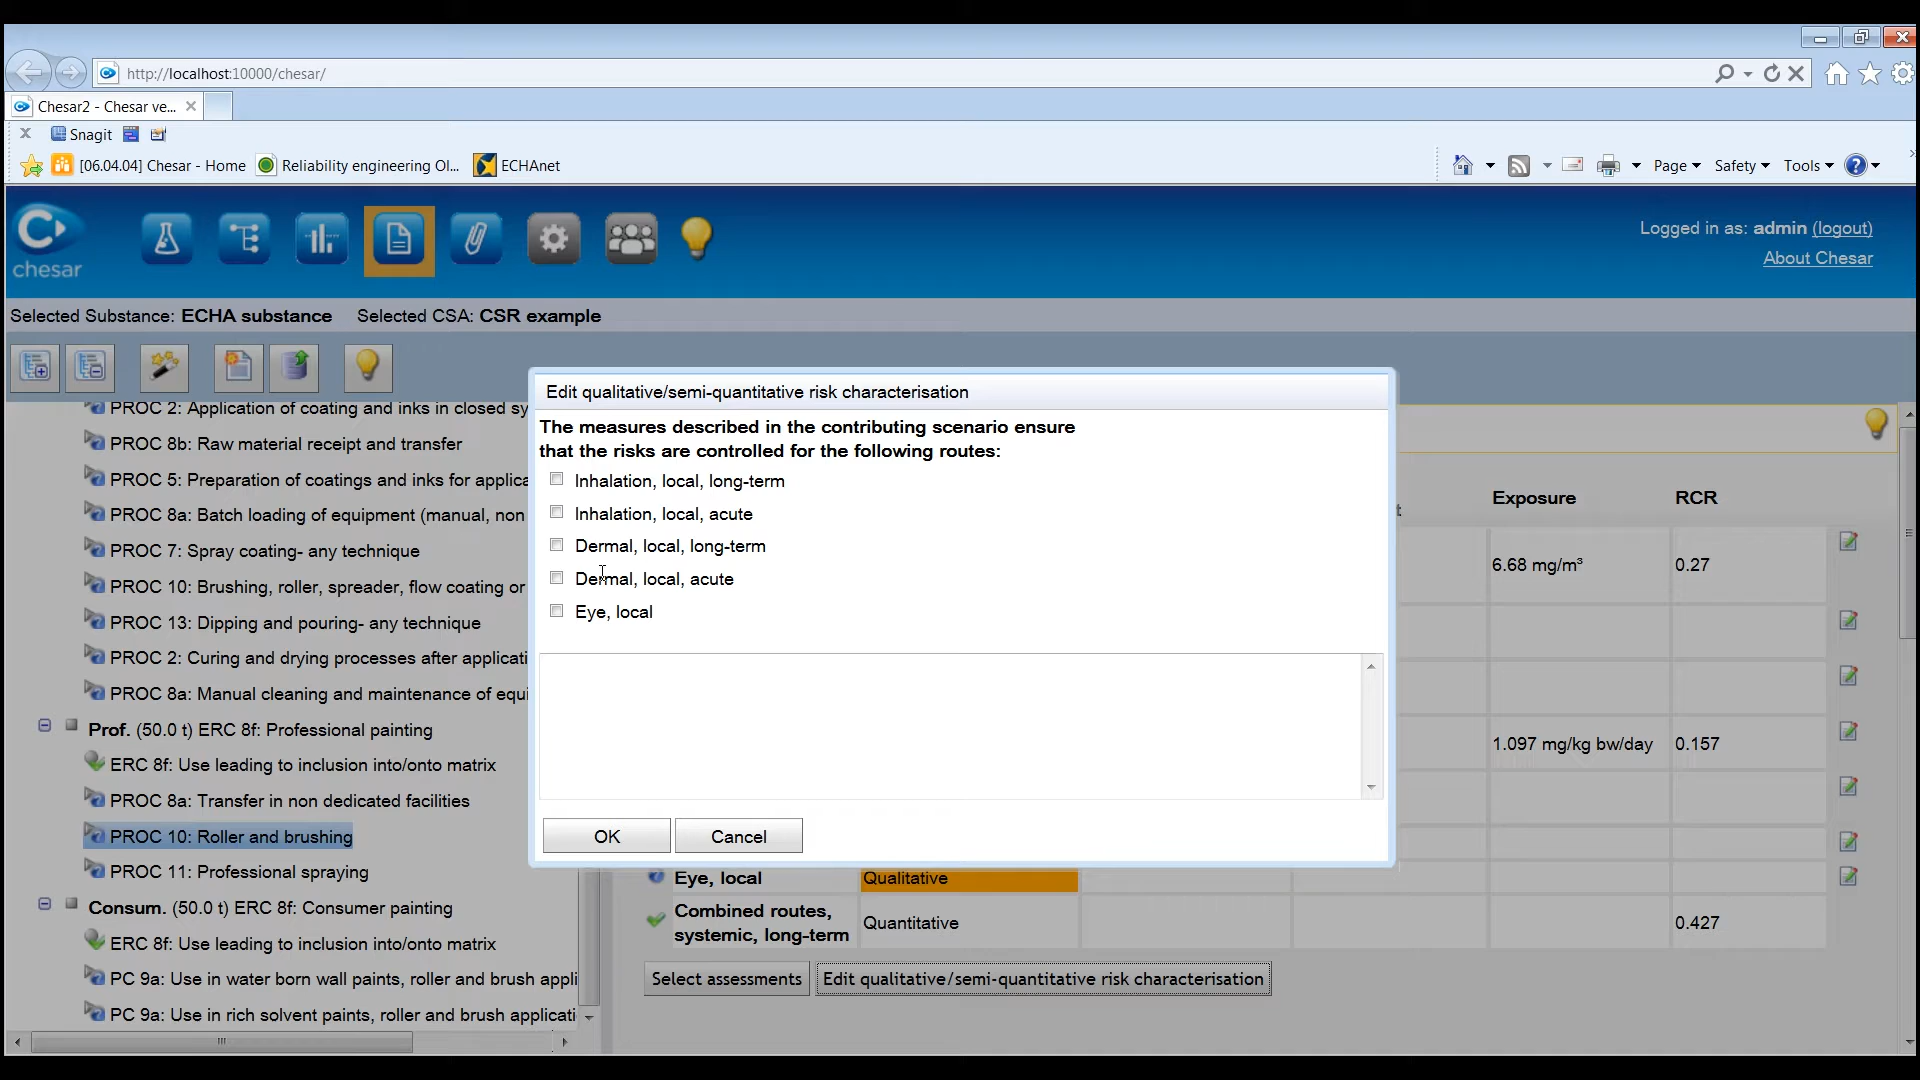 http://localhost:10000/chesar/
Chesar2 - Chesar ve...
Snagit
[06.04.04] Chesar - Home
Reliability engineering Ol...
ECHAnet
Page
Safety
Tools
chesar
Logged in as: admin (logout)
About Chesar
Selected Substance: ECHA substance Selected CSA: CSR example
PROC 2: Application of coating and inks in closed sy
PROC 8b: Raw material receipt and transfer
PROC 5: Preparation of coatings and inks for applica
PROC 8a: Batch loading of equipment (manual, non
PROC 7: Spray coating- any technique
PROC 10: Brushing, roller, spreader, flow coating or
PROC 13: Dipping and pouring- any technique
PROC 2: Curing and drying processes after applicati
PROC 8a: Manual cleaning and maintenance of equi
Prof. (50.0 t) ERC 8f: Professional painting
ERC 8f: Use leading to inclusion into/onto matrix
PROC 8a: Transfer in non dedicated facilities
PROC 10: Roller and brushing
PROC 11: Professional spraying
Consum. (50.0 t) ERC 8f: Consumer painting
ERC 8f: Use leading to inclusion into/onto matrix
PC 9a: Use in water born wall paints, roller and brush appli
PC 9a: Use in rich solvent paints, roller and brush applicati
Edit qualitative/semi-quantitative risk characterisation
The measures described in the contributing scenario ensure
that the risks are controlled for the following routes:
Inhalation, local, long-term
Inhalation, local, acute
Dermal, local, long-term
Dermal, local, acute
Eye, local
OK
Cancel
Exposure
RCR
6.68 mg/m³
0.27
1.097 mg/kg bw/day
0.157
Eye, local
Qualitative
Combined routes,
systemic, long-term
Quantitative
0.427
Select assessments
Edit qualitative/semi-quantitative risk characterisation